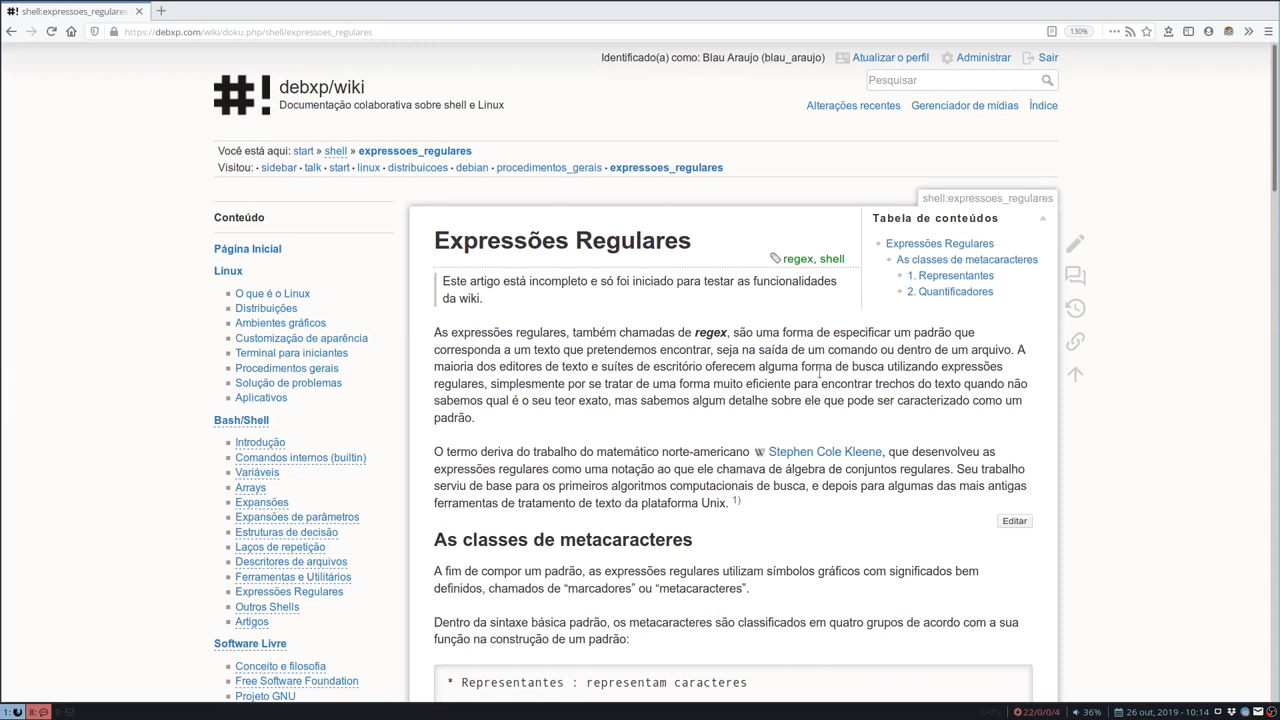 shell:expressoes_regulares
https://debxp.com/wiki/doku.php/shell/expressoes_regulares
130%
Identificado(a) como: Blau Araujo (blau_araujo) Atualizar o perfil Administrar Sair
#!
debxp/wiki
Documentação colaborativa sobre shell e Linux
Pesquisar
Alterações recentes Gerenciador de mídias Índice
Você está aqui: start » shell » expressoes_regulares
Visitou: • sidebar • talk • start • linux • distribuicoes • debian • procedimentos_gerais • expressoes_regulares
shell:expressoes_regulares
Conteúdo
Página Inicial
Linux
O que é o Linux
Distribuições
Ambientes gráficos
Customização de aparência
Terminal para iniciantes
Procedimentos gerais
Solução de problemas
Aplicativos
Bash/Shell
Introdução
Comandos internos (builtin)
Variáveis
Arrays
Expansões
Expansões de parâmetros
Estruturas de decisão
Laços de repetição
Descritores de arquivos
Ferramentas e Utilitários
Expressões Regulares
Outros Shells
Artigos
Software Livre
Conceito e filosofia
Free Software Foundation
Projeto GNU
Tabela de conteúdos
Expressões Regulares
As classes de metacaracteres
1. Representantes
2. Quantificadores
Expressões Regulares
regex, shell
Este artigo está incompleto e só foi iniciado para testar as funcionalidades
da wiki.
As expressões regulares, também chamadas de regex, são uma forma de especificar um padrão que
corresponda a um texto que pretendemos encontrar, seja na saída de um comando ou dentro de um arquivo. A
maioria dos editores de texto e suítes de escritório oferecem alguma forma de busca utilizando expressões
regulares, simplesmente por se tratar de uma forma muito eficiente para encontrar trechos do texto quando não
sabemos qual é o seu teor exato, mas sabemos algum detalhe sobre ele que pode ser caracterizado como um
padrão.
O termo deriva do trabalho do matemático norte-americano W Stephen Cole Kleene, que desenvolveu as
expressões regulares como uma notação ao que ele chamava de álgebra de conjuntos regulares. Seu trabalho
serviu de base para os primeiros algoritmos computacionais de busca, e depois para algumas das mais antigas
ferramentas de tratamento de texto da plataforma Unix. 1)
Editar
As classes de metacaracteres
A fim de compor um padrão, as expressões regulares utilizam símbolos gráficos com significados bem
definidos, chamados de “marcadores” ou “metacaracteres”.
Dentro da sintaxe básica padrão, os metacaracteres são classificados em quatro grupos de acordo com a sua
função na construção de um padrão:
* Representantes : representam caracteres
1: 8: 9: CAPS 22/0/0/4 36% 26 out, 2019 - 10:14